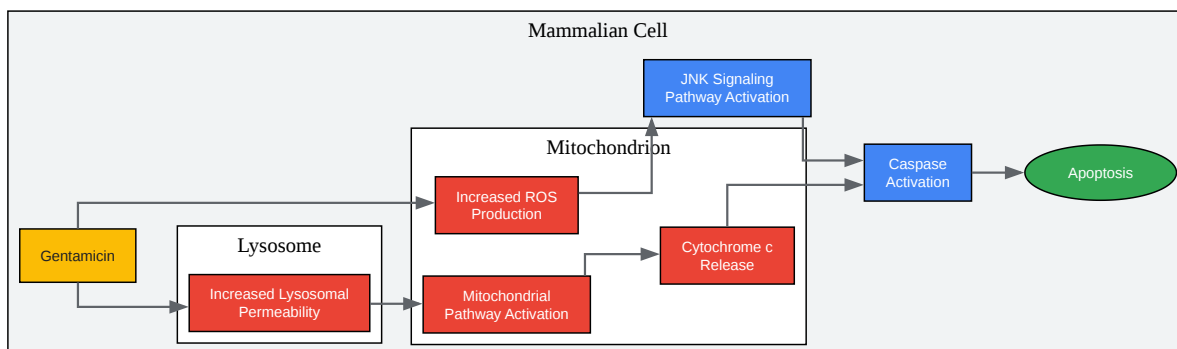 Mammalian Cell
JNK Signaling
Pathway Activation
Mitochondrion
Caspase
Activation
Apoptosis
Increased ROS
Production
Gentamicin
Lysosome
Cytochrome c
Release
Increased Lysosomal
Permeability
Mitochondrial
Pathway Activation